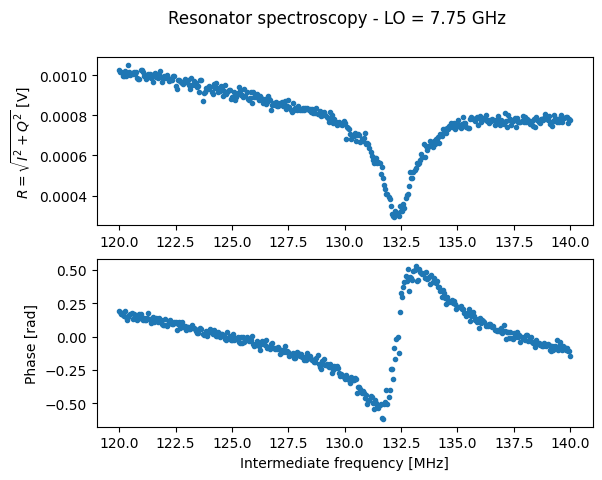 Resonator spectroscopy - LO = 7.75 GHz
R = √I² + Q² [V]
0.0010
0.0008
0.0006
0.0004
120.0 122.5 125.0 127.5 130.0 132.5 135.0 137.5 140.0
Phase [rad]
0.50
0.25
0.00
−0.25
−0.50
120.0 122.5 125.0 127.5 130.0 132.5 135.0 137.5 140.0
Intermediate frequency [MHz]